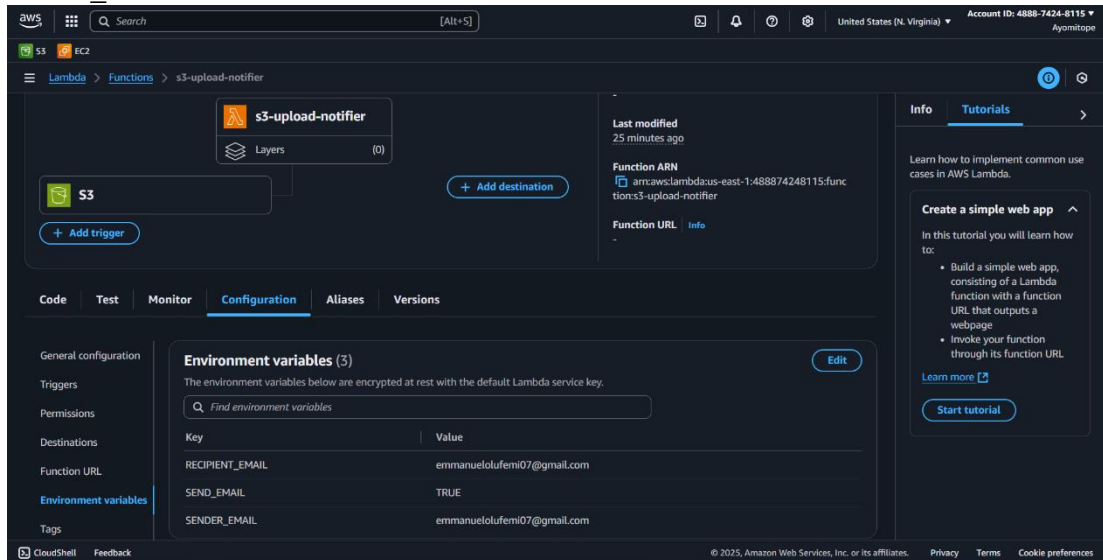 aws
Search
[Alt+S]
United States (N. Virginia)
Account ID: 4888-7424-8115
Ayomitope
S3
EC2
Lambda > Functions > s3-upload-notifier
s3-upload-notifier
Layers (0)
S3
+ Add trigger
+ Add destination
-
Last modified
25 minutes ago
Function ARN
arn:aws:lambda:us-east-1:488874248115:func
tion:s3-upload-notifier
Function URL Info
-
Code Test Monitor Configuration Aliases Versions
General configuration
Triggers
Permissions
Destinations
Function URL
Environment variables
Tags
Environment variables (3)
Edit
The environment variables below are encrypted at rest with the default Lambda service key.
Find environment variables
Key Value
RECIPIENT_EMAIL emmanuelolufemi07@gmail.com
SEND_EMAIL TRUE
SENDER_EMAIL emmanuelolufemi07@gmail.com
Info Tutorials
Learn how to implement common use
cases in AWS Lambda.
Create a simple web app
In this tutorial you will learn how
to:
• Build a simple web app,
consisting of a Lambda
function with a function
URL that outputs a
webpage
• Invoke your function
through its function URL
Learn more
Start tutorial
CloudShell Feedback
© 2025, Amazon Web Services, Inc. or its affiliates. Privacy Terms Cookie preferences